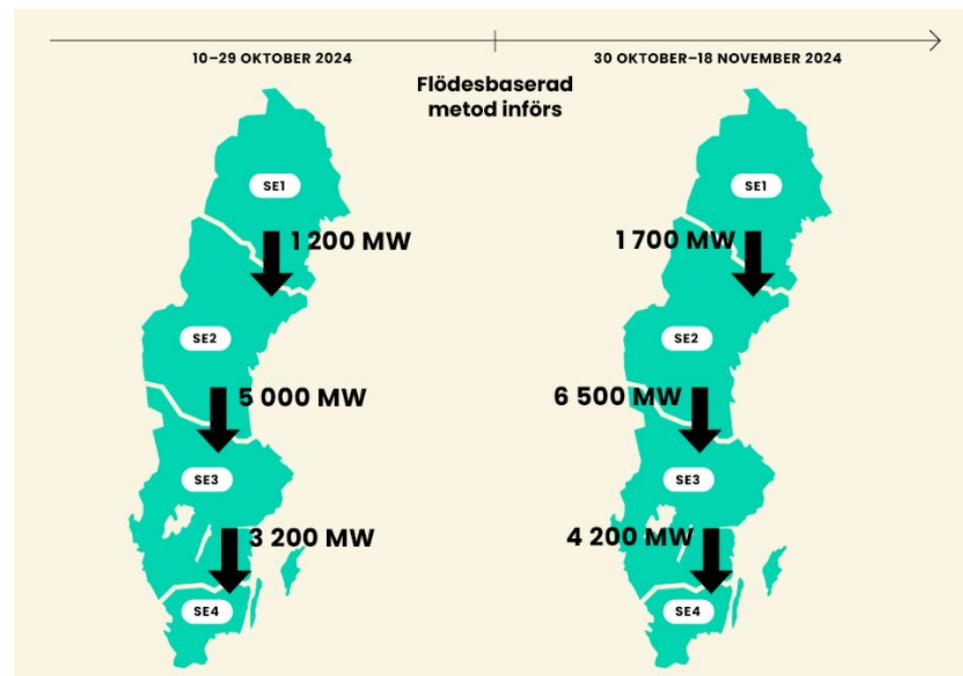 10–29 OKTOBER 2024
30 OKTOBER–18 NOVEMBER 2024
Flödesbaserad
metod införs
SE1
1 200 MW
SE2
5 000 MW
SE3
3 200 MW
SE4
SE1
1 700 MW
SE2
6 500 MW
SE3
4 200 MW
SE4